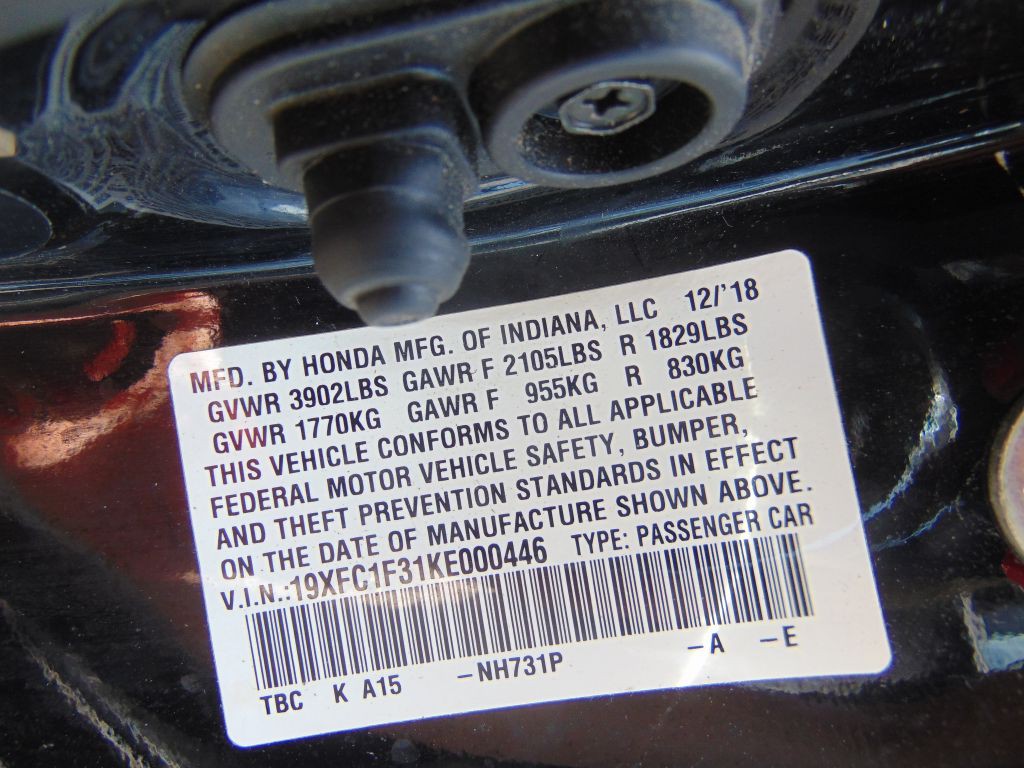 MFD. BY HONDA MFG. OF INDIANA, LLC 12/'18
GVWR 3902LBS GAWR F 2105LBS R 1829LBS
GVWR 1770KG GAWR F 955KG R 830KG
THIS VEHICLE CONFORMS TO ALL APPLICABLE
FEDERAL MOTOR VEHICLE SAFETY, BUMPER,
AND THEFT PREVENTION STANDARDS IN EFFECT
ON THE DATE OF MANUFACTURE SHOWN ABOVE.
V.I.N.:19XFC1F31KE000446 TYPE: PASSENGER CAR
TBC K A15 –NH731P –A –E